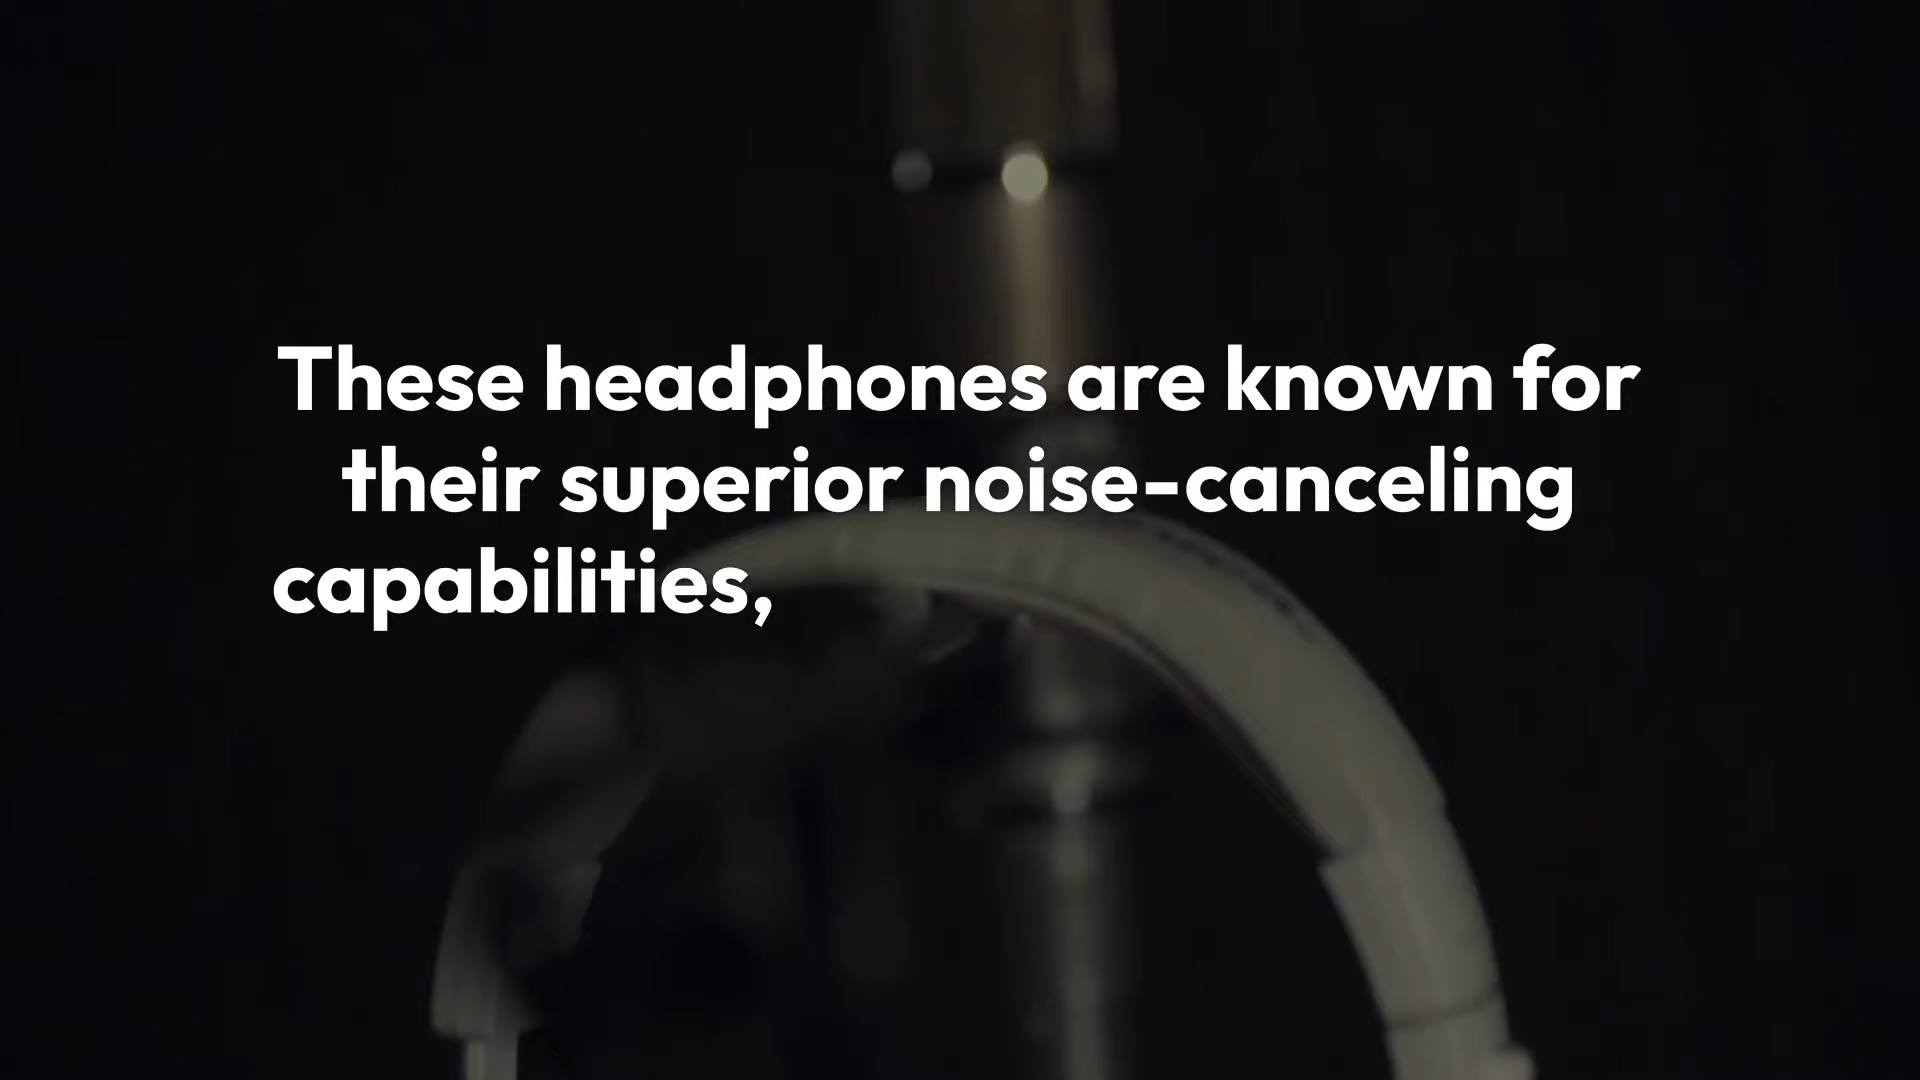 These headphones are known for
their superior noise-canceling
capabilities,